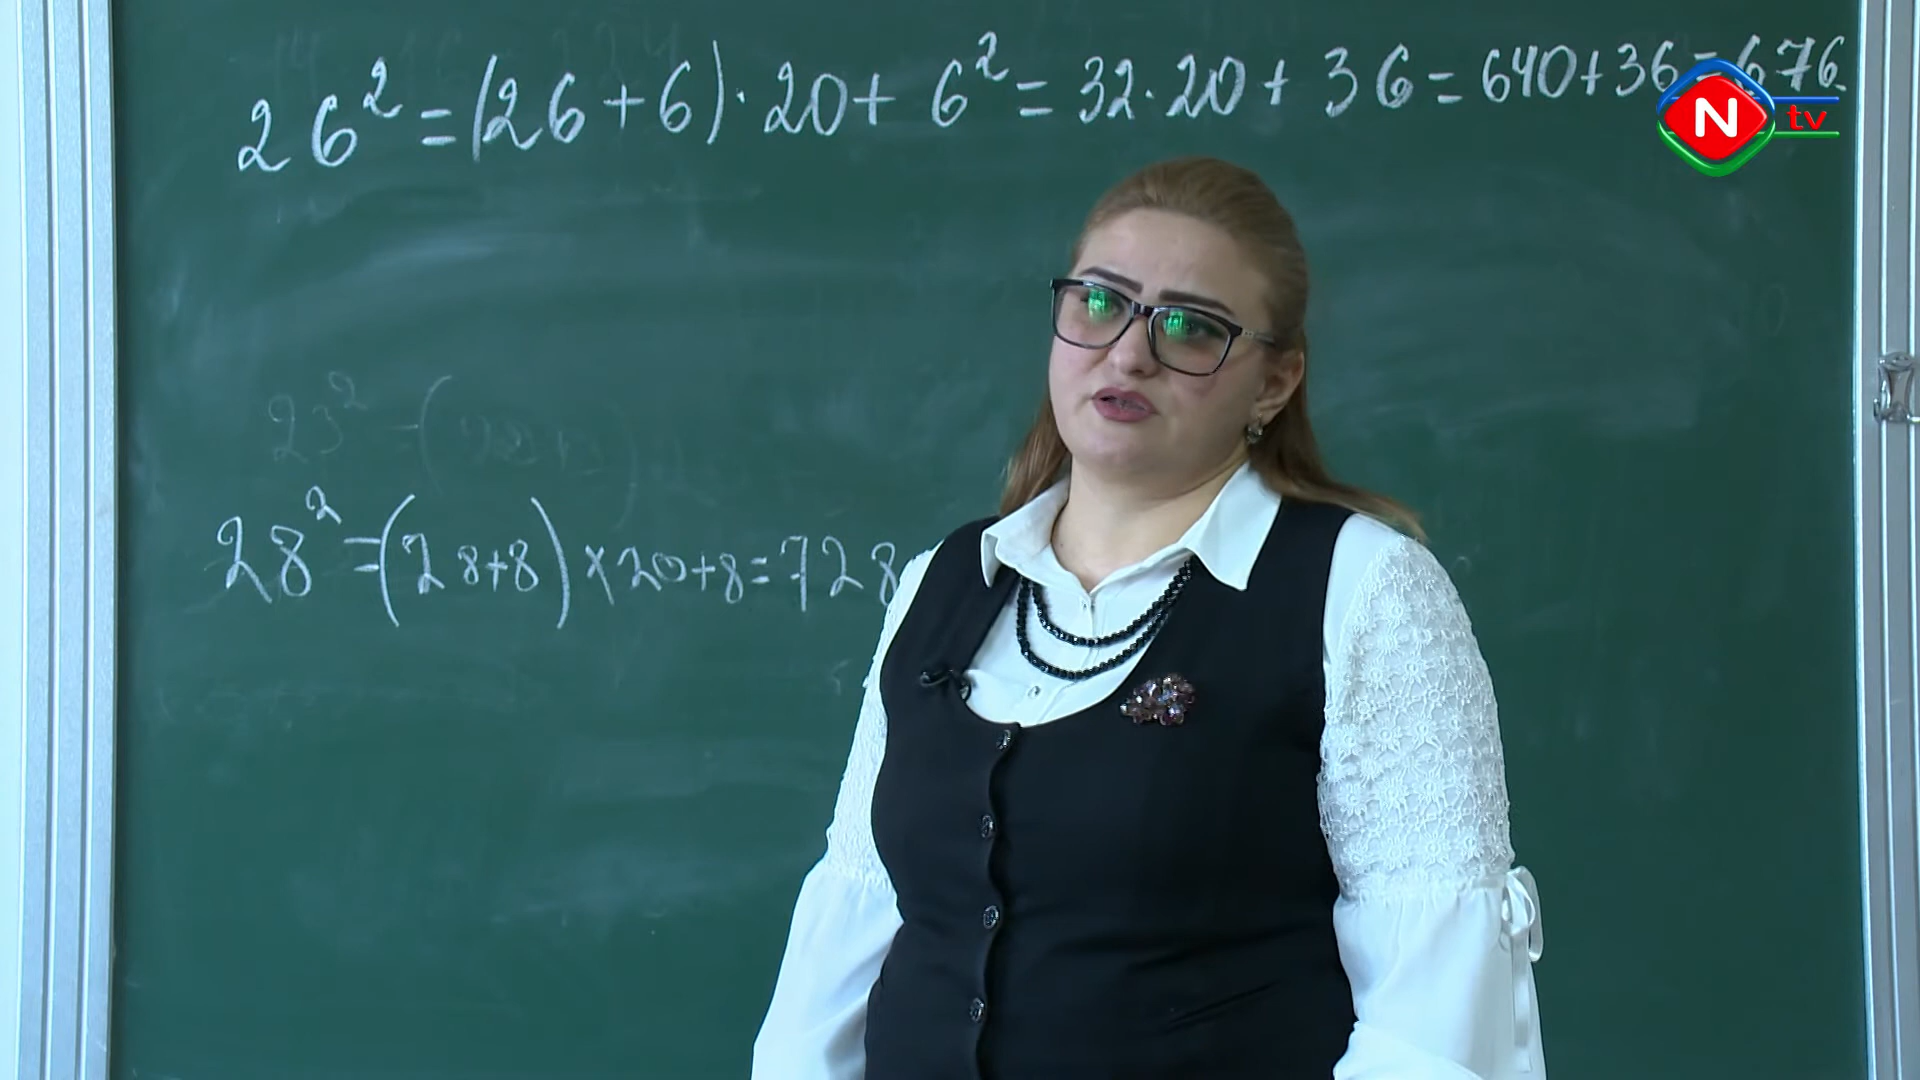 26² = (26+6)·20+ 6² = 32·20+ 36 = 640+36=676
N tv
28² = (28+8)×20+8=728